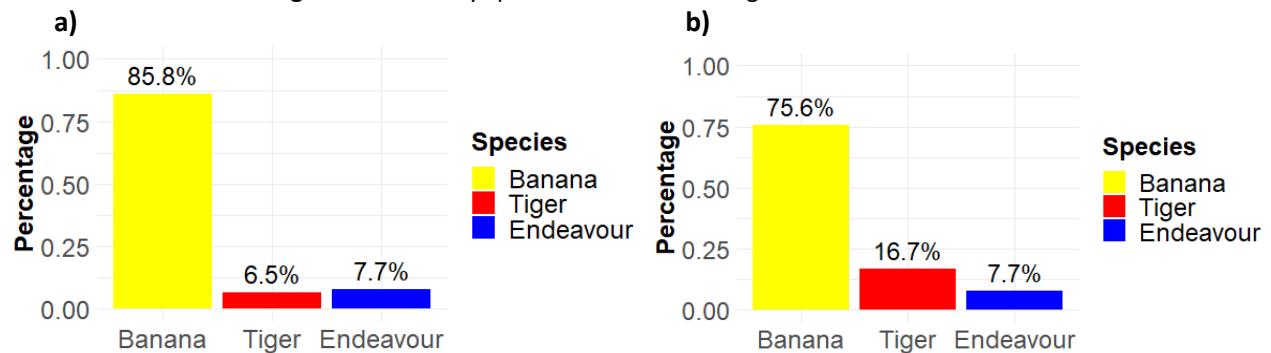 a)
1.00
0.75
0.50
0.25
0.00
Percentage
85.8%
6.5%
7.7%
Banana Tiger Endeavour
Species
Banana
Tiger
Endeavour
b)
1.00
0.75
0.50
0.25
0.00
Percentage
75.6%
16.7%
7.7%
Banana Tiger Endeavour
Species
Banana
Tiger
Endeavour